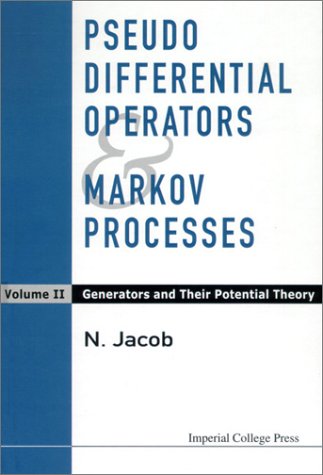 PSEUDO
DIFFERENTIAL
OPERATORS
&
MARKOV
PROCESSES
Volume II Generators and Their Potential Theory
N. Jacob
Imperial College Press